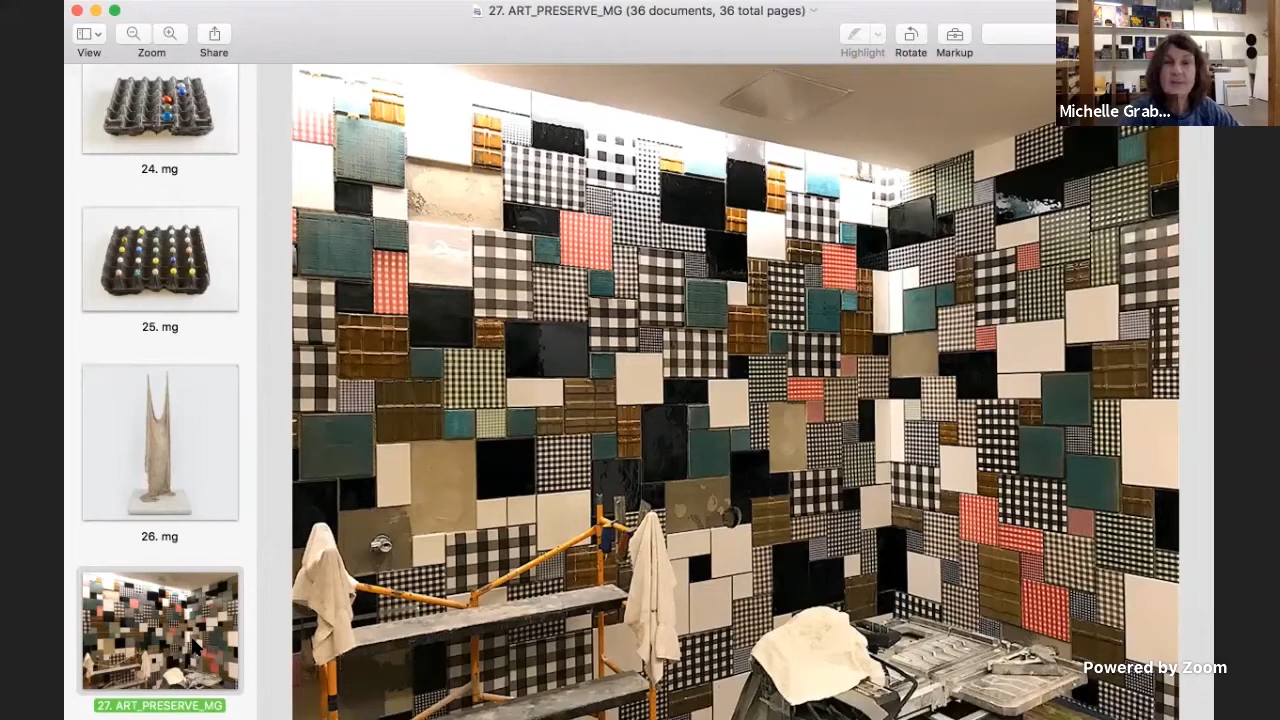 27. ART_PRESERVE_MG (36 documents, 36 total pages)
View
Zoom
Share
Highlight
Rotate
Markup
Michelle Grab...
24. mg
25. mg
26. mg
27. ART_PRESERVE_MG
Powered by Zoom